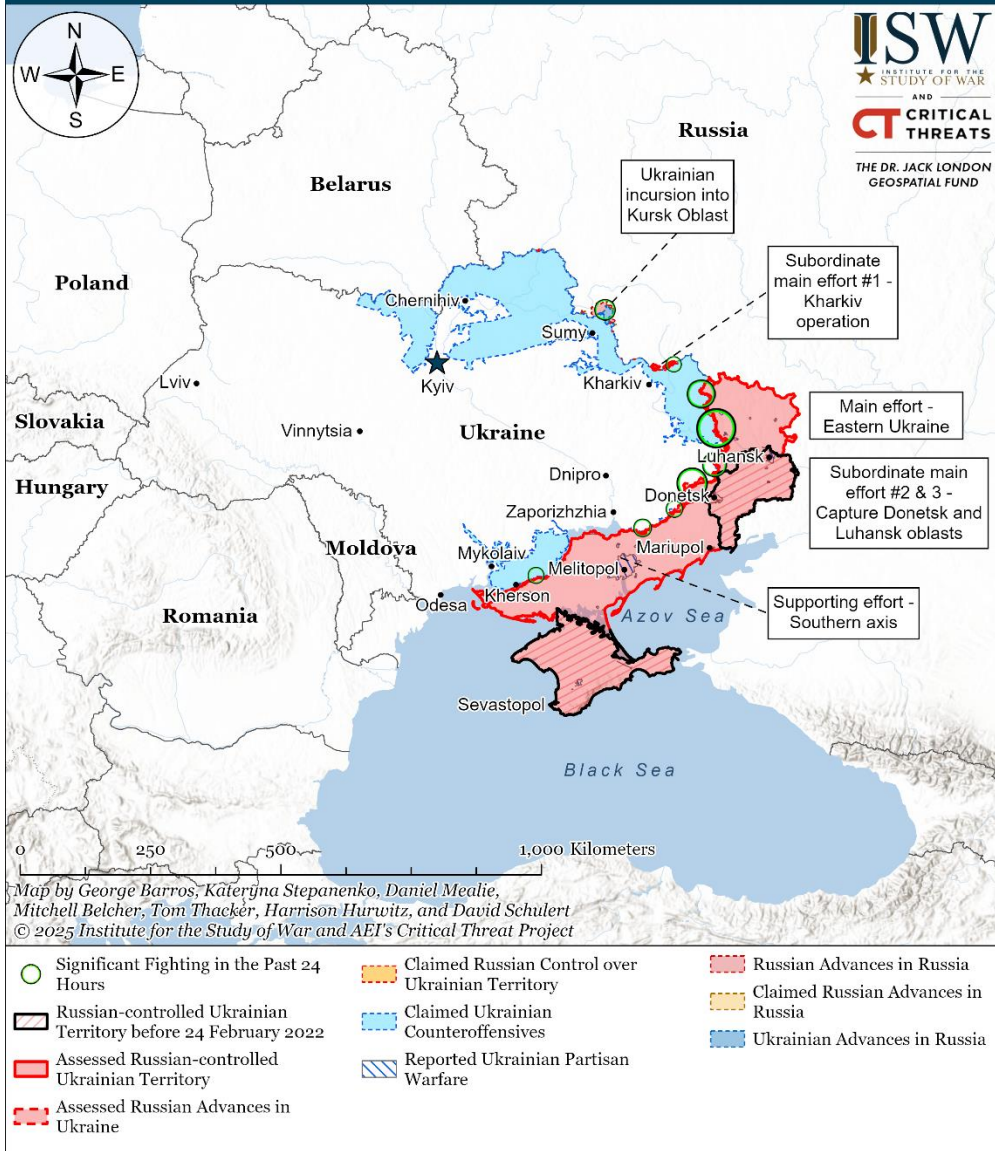 N
W
E
S
ISW
INSTITUTE FOR THE
STUDY OF WAR
AND
CT CRITICAL
THREATS
THE DR. JACK LONDON
GEOSPATIAL FUND
Russia
Belarus
Ukrainian
incursion into
Kursk Oblast
Subordinate
main effort #1 -
Kharkiv
operation
Poland
Chernihiv
Sumy
Kyiv
Kharkiv
Lviv
Slovakia
Vinnytsia
Ukraine
Main effort -
Eastern Ukraine
Luhansk
Hungary
Dnipro
Donetsk
Subordinate main
effort #2 & 3 -
Capture Donetsk and
Luhansk oblasts
Zaporizhzhia
Moldova
Mykolaiv
Mariupol
Melitopol
Kherson
Odesa
Romania
Azov Sea
Supporting effort -
Southern axis
Sevastopol
Black Sea
0 250 500 1,000 Kilometers
Map by George Barros, Kateryna Stepanenko, Daniel Mealie,
Mitchell Belcher, Tom Thacker, Harrison Hurwitz, and David Schulert
© 2025 Institute for the Study of War and AEI's Critical Threat Project
Significant Fighting in the Past 24
Hours
Russian-controlled Ukrainian
Territory before 24 February 2022
Assessed Russian-controlled
Ukrainian Territory
Assessed Russian Advances in
Ukraine
Claimed Russian Control over
Ukrainian Territory
Claimed Ukrainian
Counteroffensives
Reported Ukrainian Partisan
Warfare
Russian Advances in Russia
Claimed Russian Advances in
Russia
Ukrainian Advances in Russia